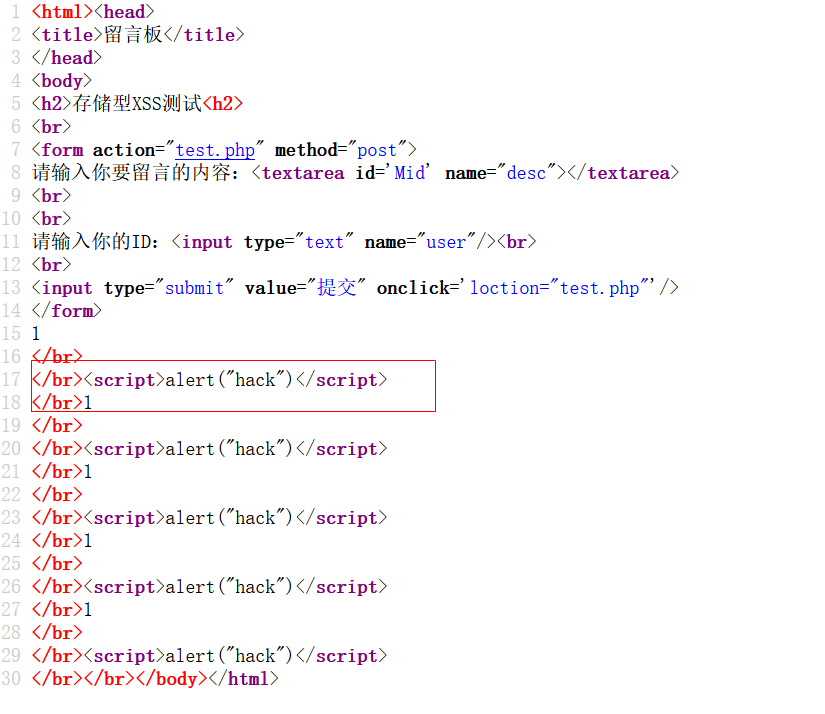 1 <html><head>
2 <title>留言板</title>
3 </head>
4 <body>
5 <h2>存储型XSS测试<h2>
6 <br>
7 <form action="test.php" method="post">
8 请输入你要留言的内容：<textarea id='Mid' name="desc"></textarea>
9 <br>
10 <br>
11 请输入你的ID：<input type="text" name="user"/><br>
12 <br>
13 <input type="submit" value="提交" onclick='loction="test.php"'/>
14 </form>
15 1
16 </br>
17 </br><script>alert("hack")</script>
18 </br>1
19 </br>
20 </br><script>alert("hack")</script>
21 </br>1
22 </br>
23 </br><script>alert("hack")</script>
24 </br>1
25 </br>
26 </br><script>alert("hack")</script>
27 </br>1
28 </br>
29 </br><script>alert("hack")</script>
30 </br></br></body></html>